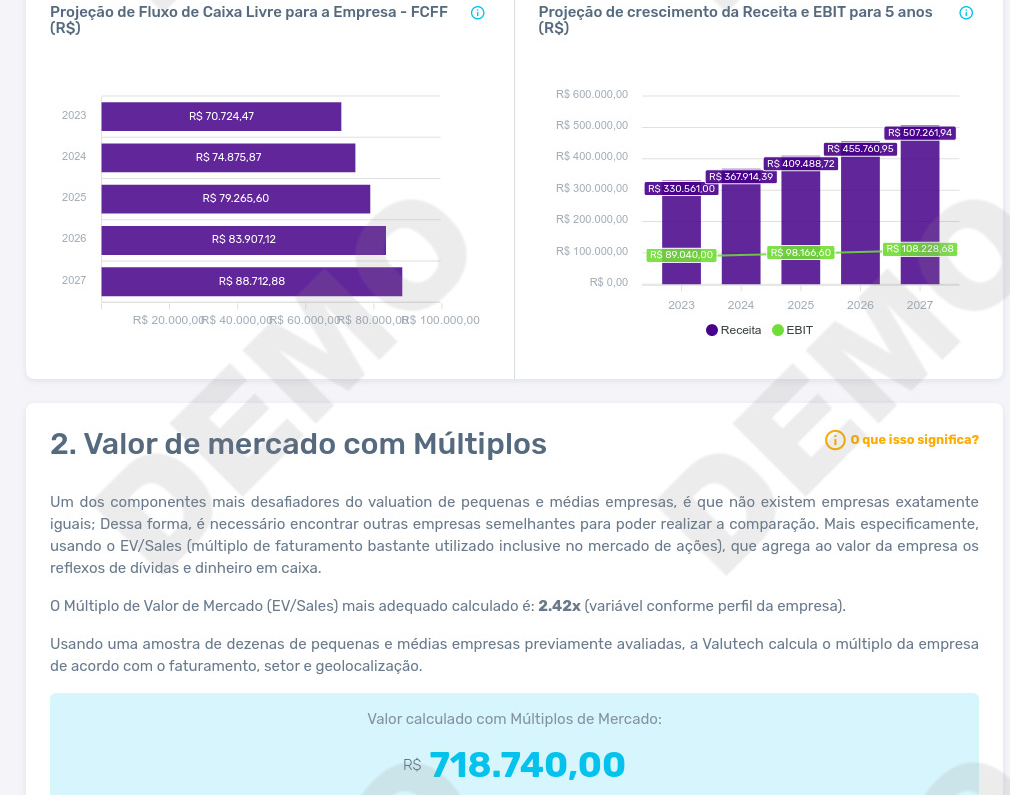 Projeção de Fluxo de Caixa Livre para a Empresa - FCFF
(R$)
2023
R$ 70.724,47
2024
R$ 74.875,87
2025
R$ 79.265,60
2026
R$ 83.907,12
2027
R$ 88.712,88
R$ 20.000,00
R$ 40.000,00
R$ 60.000,00
R$ 80.000,00
R$ 100.000,00
Projeção de crescimento da Receita e EBIT para 5 anos
(R$)
R$ 600.000,00
R$ 500.000,00
R$ 400.000,00
R$ 300.000,00
R$ 200.000,00
R$ 100.000,00
R$ 0,00
R$ 330.561,00
R$ 367.914,39
R$ 409.488,72
R$ 455.760,95
R$ 507.261,94
R$ 89.040,00
R$ 98.166,60
R$ 108.228,68
2023
2024
2025
2026
2027
Receita
EBIT
2. Valor de mercado com Múltiplos
O que isso significa?
Um dos componentes mais desafiadores do valuation de pequenas e médias empresas, é que não existem empresas exatamente
iguais; Dessa forma, é necessário encontrar outras empresas semelhantes para poder realizar a comparação. Mais especificamente,
usando o EV/Sales (múltiplo de faturamento bastante utilizado inclusive no mercado de ações), que agrega ao valor da empresa os
reflexos de dívidas e dinheiro em caixa.
O Múltiplo de Valor de Mercado (EV/Sales) mais adequado calculado é: 2.42x (variável conforme perfil da empresa).
Usando uma amostra de dezenas de pequenas e médias empresas previamente avaliadas, a Valutech calcula o múltiplo da empresa
de acordo com o faturamento, setor e geolocalização.
Valor calculado com Múltiplos de Mercado:
R$ 718.740,00
DEMO
DEMO